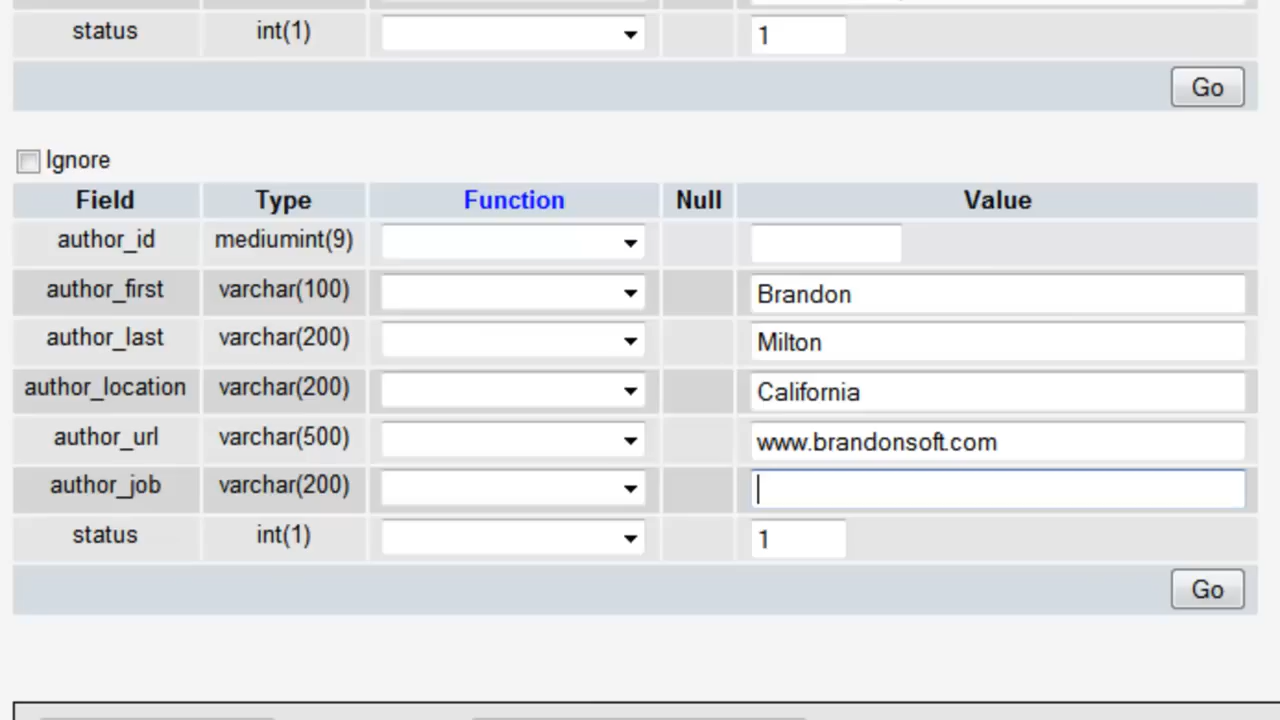 status int(1) 1
Go
Ignore
Field Type Function Null Value
author_id mediumint(9)
author_first varchar(100) Brandon
author_last varchar(200) Milton
author_location varchar(200) California
author_url varchar(500) www.brandonsoft.com
author_job varchar(200)
status int(1) 1
Go